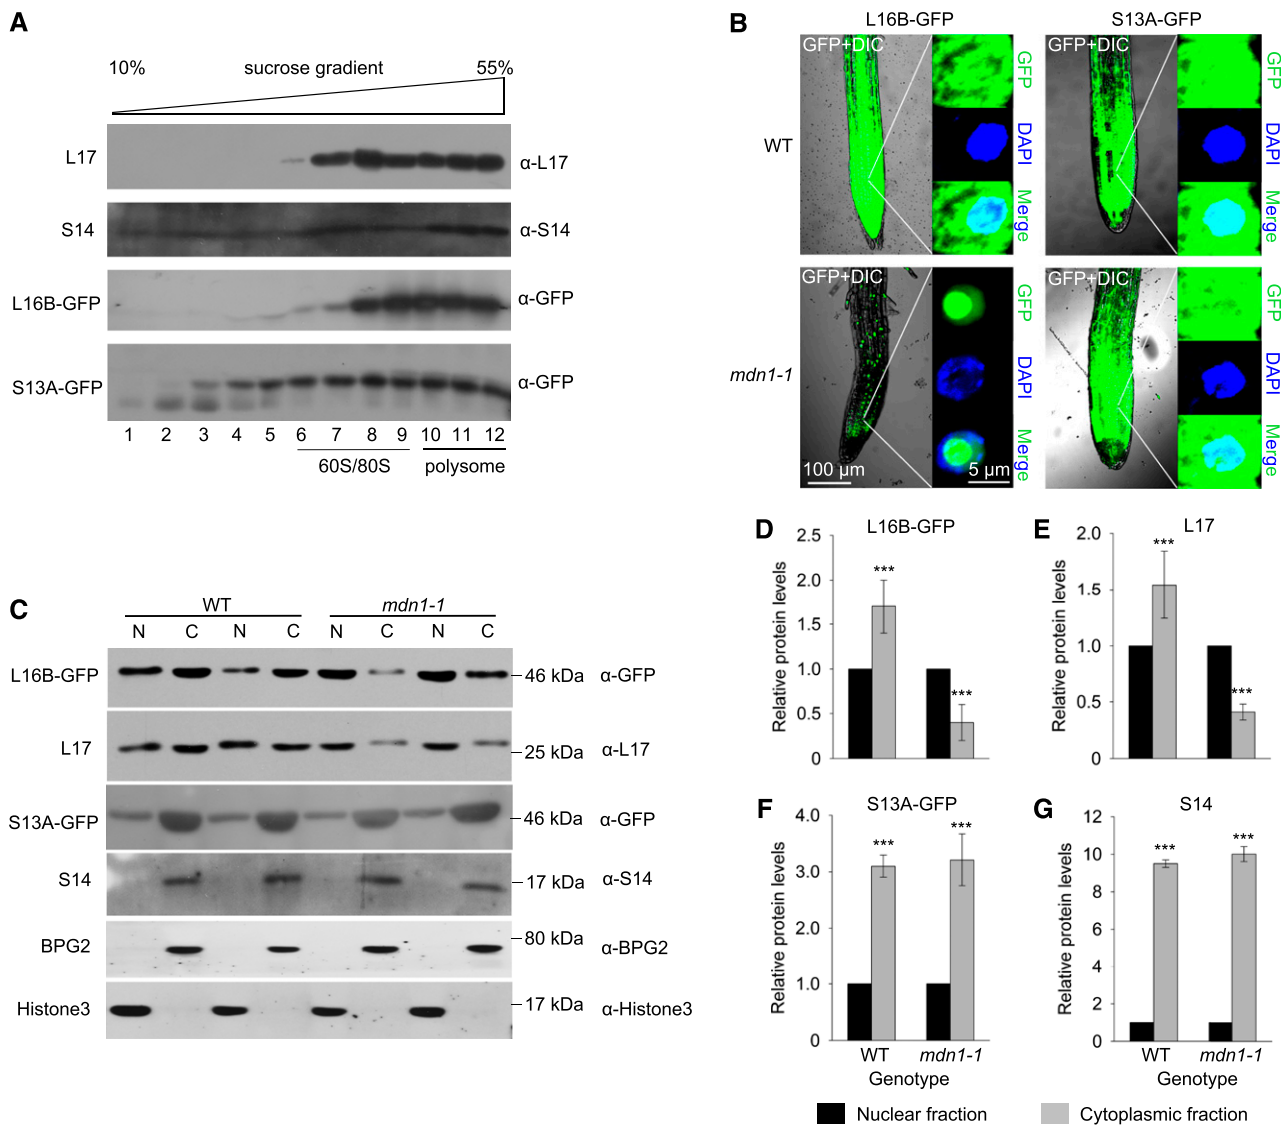 A
10% sucrose gradient 55%
L17 α-L17
S14 α-S14
L16B-GFP α-GFP
S13A-GFP α-GFP
1 2 3 4 5 6 7 8 9 10 11 12
60S/80S polysome
B
L16B-GFP S13A-GFP
WT
GFP+DIC GFP DAPI Merge
GFP+DIC GFP DAPI Merge
mdn1-1
GFP+DIC GFP DAPI Merge
100 μm 5 μm
GFP+DIC GFP DAPI Merge
C
WT mdn1-1
N C N C N C N C
L16B-GFP 46 kDa α-GFP
L17 25 kDa α-L17
S13A-GFP 46 kDa α-GFP
S14 17 kDa α-S14
BPG2 80 kDa α-BPG2
Histone3 17 kDa α-Histone3
D L16B-GFP
Relative protein levels
2.5
2.0
1.5
1.0
0.5
0
*** ***
E L17
Relative protein levels
2.0
1.5
1.0
0.5
0
*** ***
F S13A-GFP
Relative protein levels
4.0
3.0
2.0
1.0
0
*** ***
WT mdn1-1
Genotype
G S14
Relative protein levels
12
10
8
6
4
2
0
*** ***
WT mdn1-1
Genotype
Nuclear fraction Cytoplasmic fraction